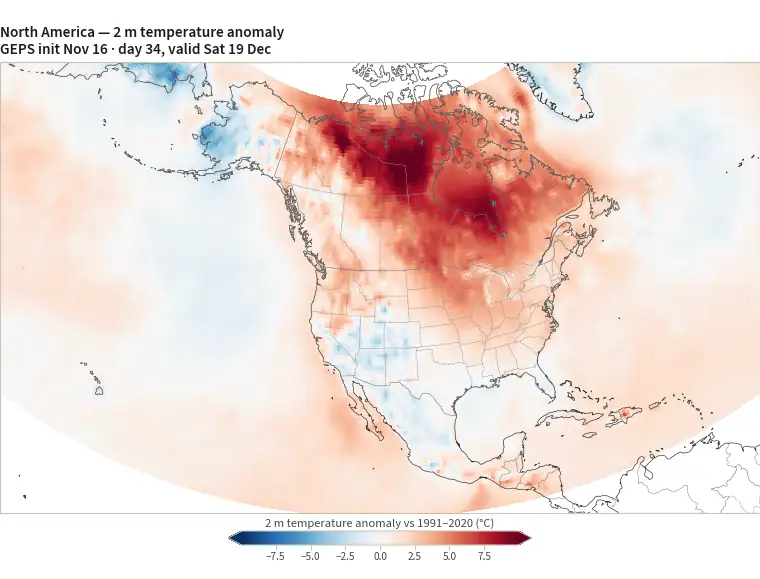 North America — 2 m temperature anomaly
GEPS init Nov 16 · day 34, valid Sat 19 Dec
2 m temperature anomaly vs 1991–2020 (°C)
−7.5 −5.0 −2.5 0.0 2.5 5.0 7.5